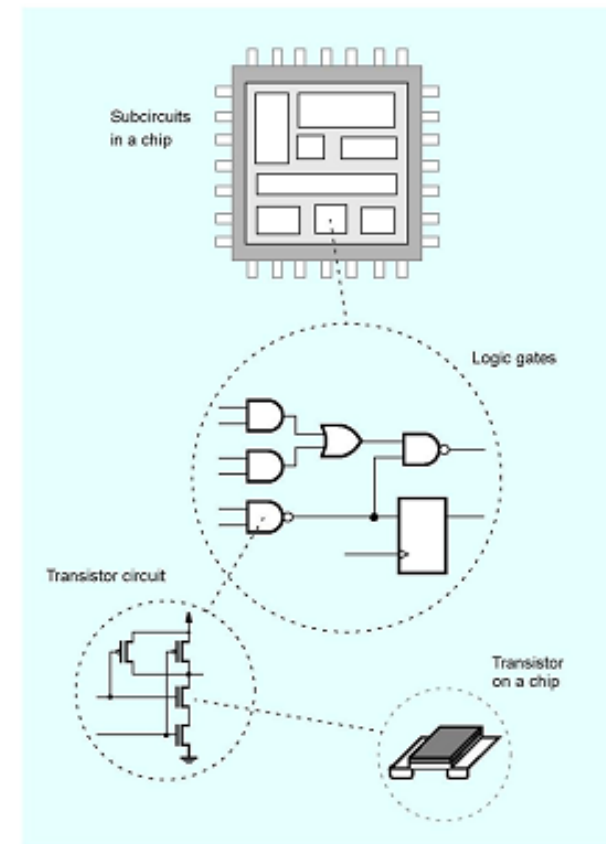 Subcircuits
in a chip
Logic gates
Transistor circuit
Transistor
on a chip